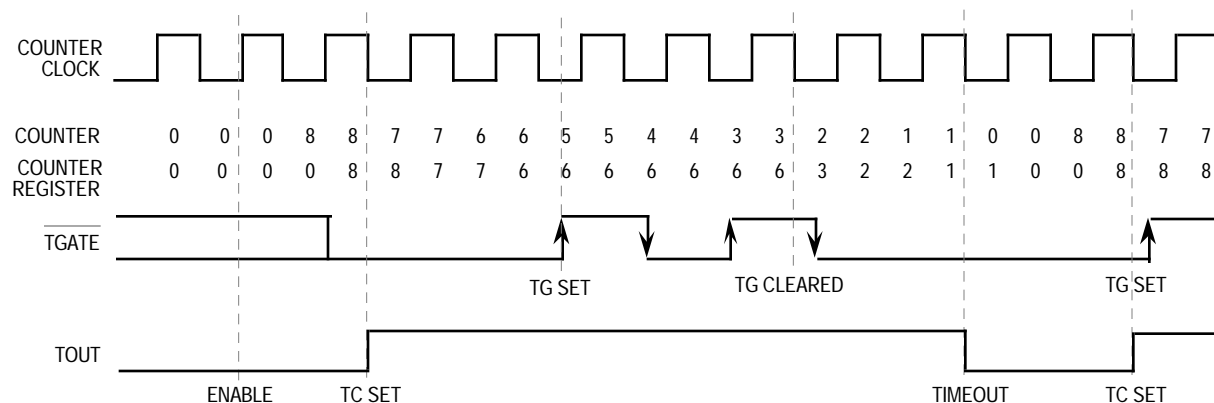 COUNTER
CLOCK
COUNTER 0 0 0 8 8 7 7 6 6 5 5 4 4 3 3 2 2 1 1 0 0 8 8 7 7
COUNTER
REGISTER 0 0 0 0 8 8 7 7 6 6 6 6 6 6 6 3 2 2 1 1 0 0 8 8 8
TGATE
TG SET TG CLEARED TG SET
TOUT
ENABLE TC SET TIMEOUT TC SET